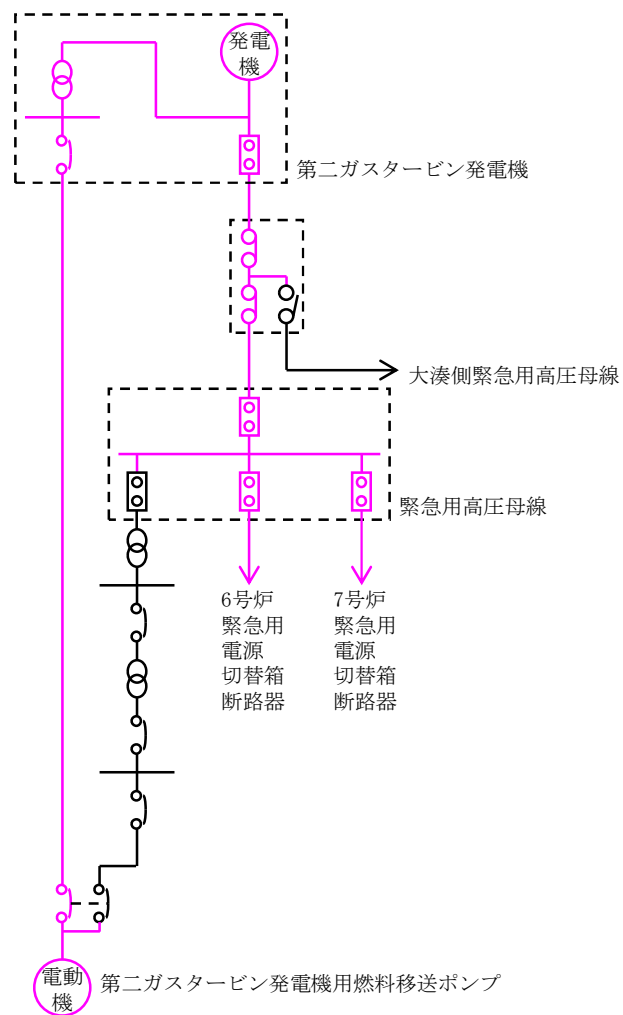 発電
機
第二ガスタービン発電機
大湊側緊急用高圧母線
緊急用高圧母線
6号炉
緊急用
電源
切替箱
断路器
7号炉
緊急用
電源
切替箱
断路器
電動
機
第二ガスタービン発電機用燃料移送ポンプ